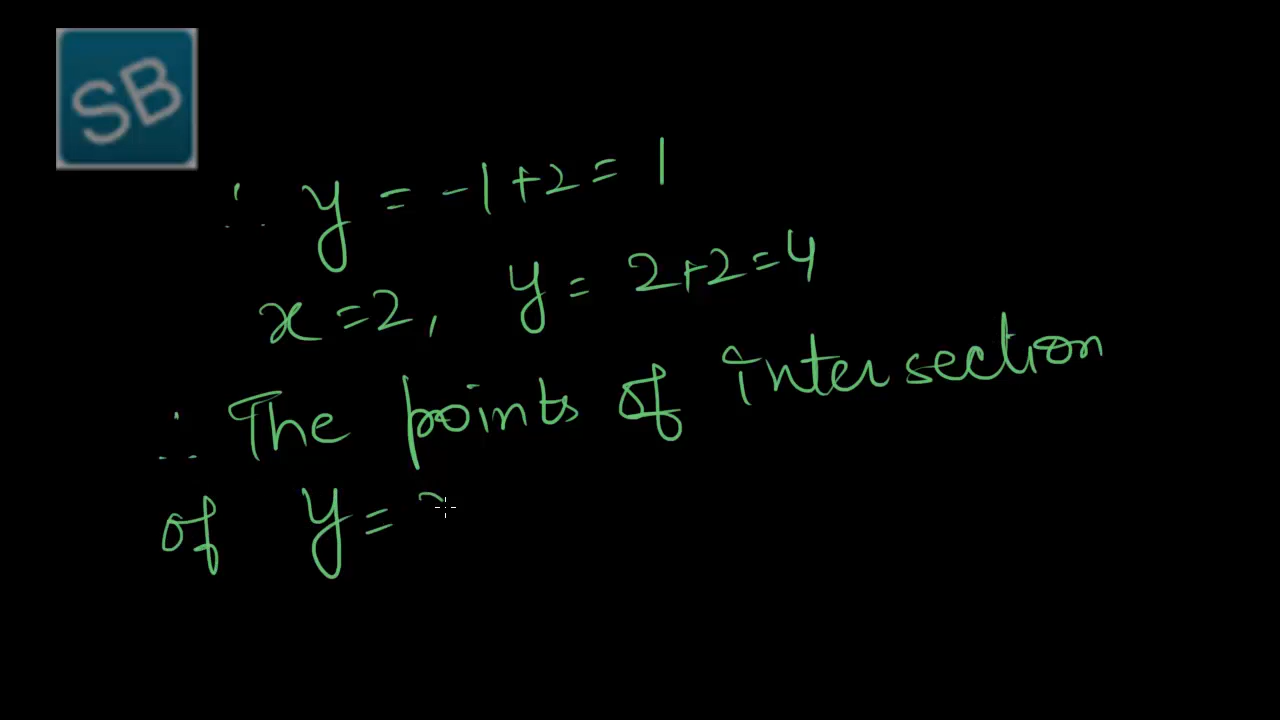 SB
∴ y = -1+2 = 1
x = 2, y = 2+2 = 4
∴ The points of intersection
of y =